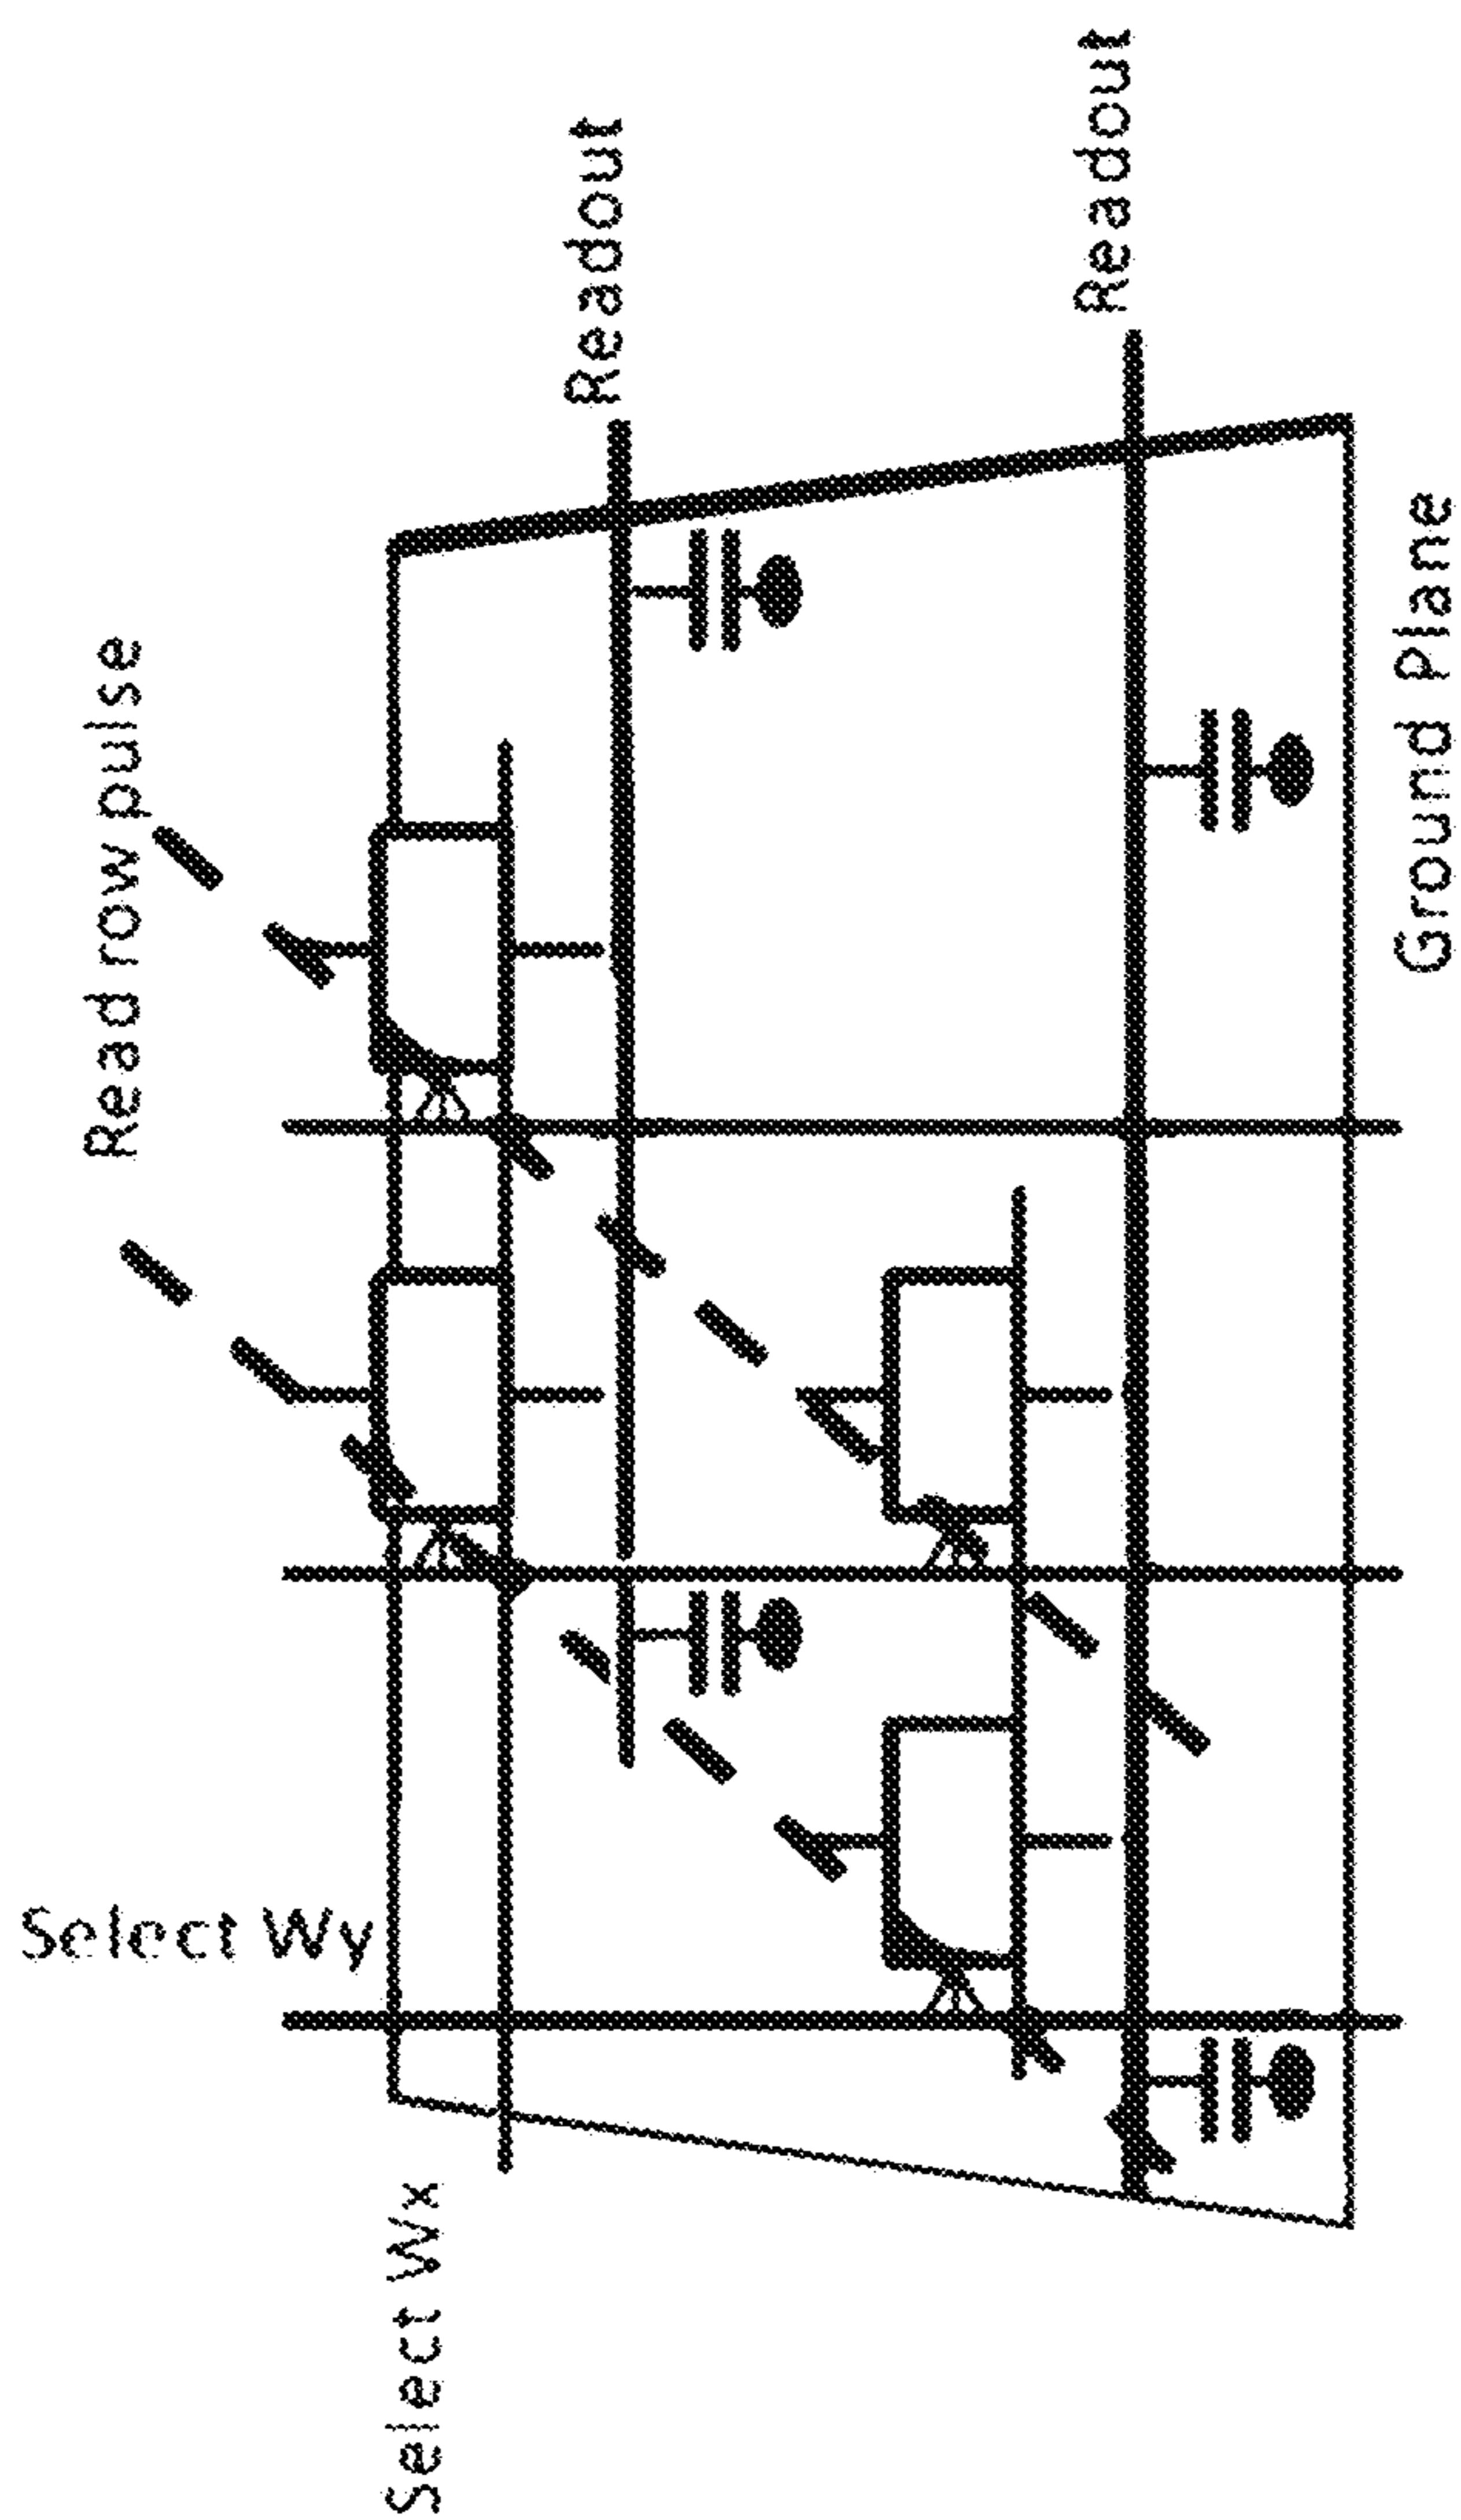 Readout
Readout
Read row pulse
Ground Plane
Select Wy
Select Wx